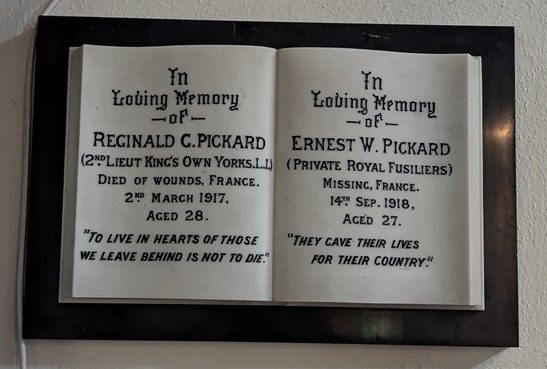 In
Loving Memory
— OF —
REGINALD C. PICKARD
(2ND LIEUT KING'S OWN YORKS. L.I.)
DIED OF WOUNDS, FRANCE.
2ND MARCH 1917,
AGED 28.
"TO LIVE IN HEARTS OF THOSE
WE LEAVE BEHIND IS NOT TO DIE."
In
Loving Memory
— OF —
ERNEST W. PICKARD
(PRIVATE ROYAL FUSILIERS)
MISSING, FRANCE.
14TH SEP. 1918,
AGED 27.
"THEY GAVE THEIR LIVES
FOR THEIR COUNTRY."